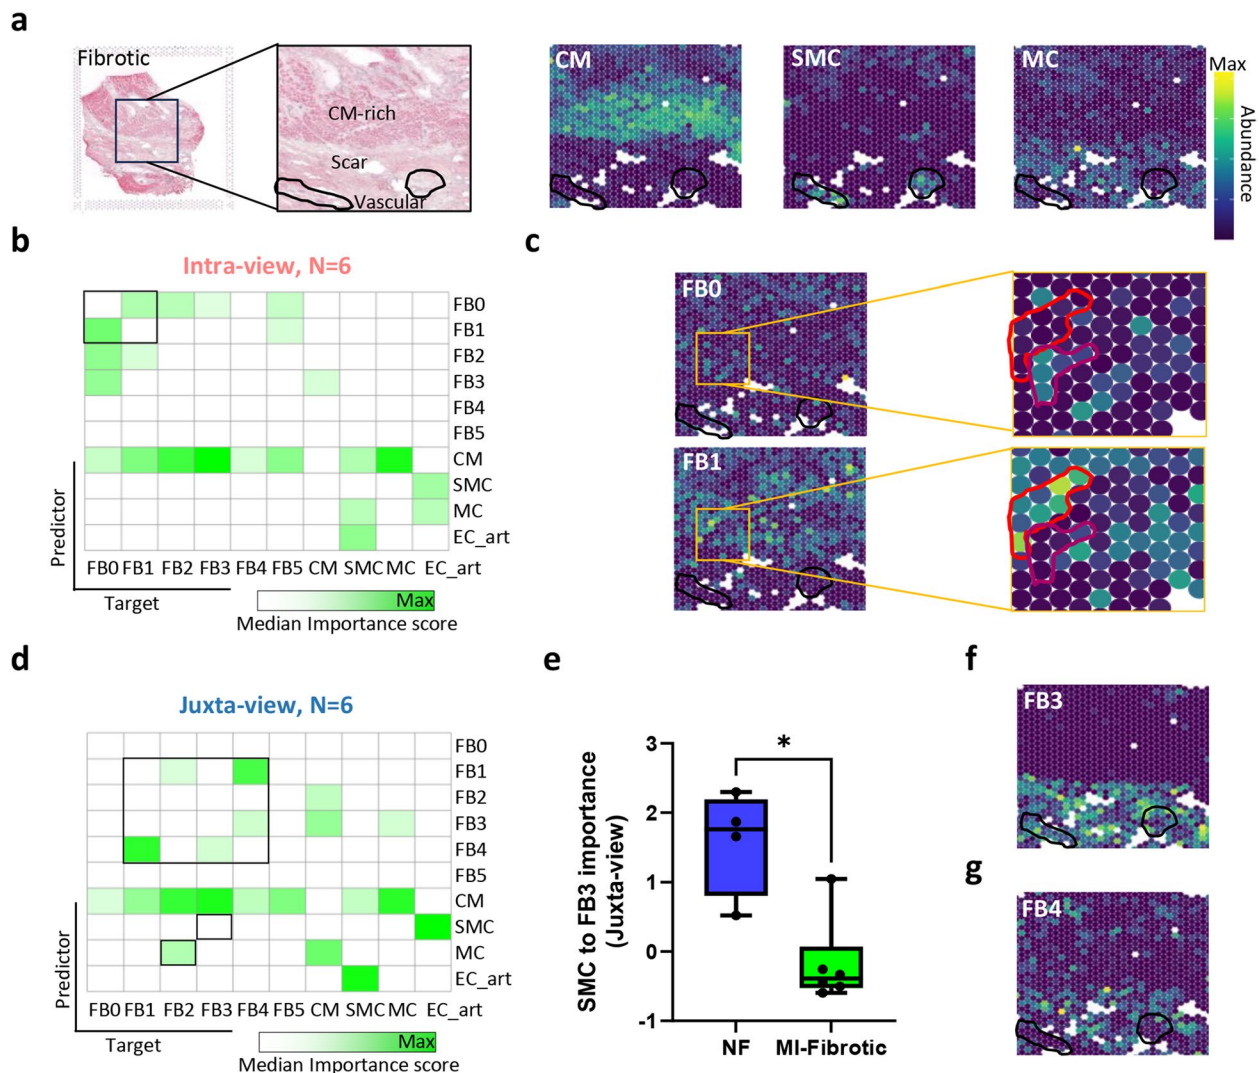 a
Fibrotic
CM-rich
Scar
Vascular
CM
SMC
MC
Max
Abundance
b
Intra-view, N=6
FB0
FB1
FB2
FB3
FB4
FB5
CM
SMC
MC
EC_art
Predictor
FB0 FB1 FB2 FB3 FB4 FB5 CM SMC MC EC_art
Target
Max
Median Importance score
c
FB0
FB1
d
Juxta-view, N=6
FB0
FB1
FB2
FB3
FB4
FB5
CM
SMC
MC
EC_art
Predictor
FB0 FB1 FB2 FB3 FB4 FB5 CM SMC MC EC_art
Target
Max
Median Importance score
e
SMC to FB3 importance
(Juxta-view)
3
2
1
0
-1
*
NF MI-Fibrotic
f
FB3
g
FB4